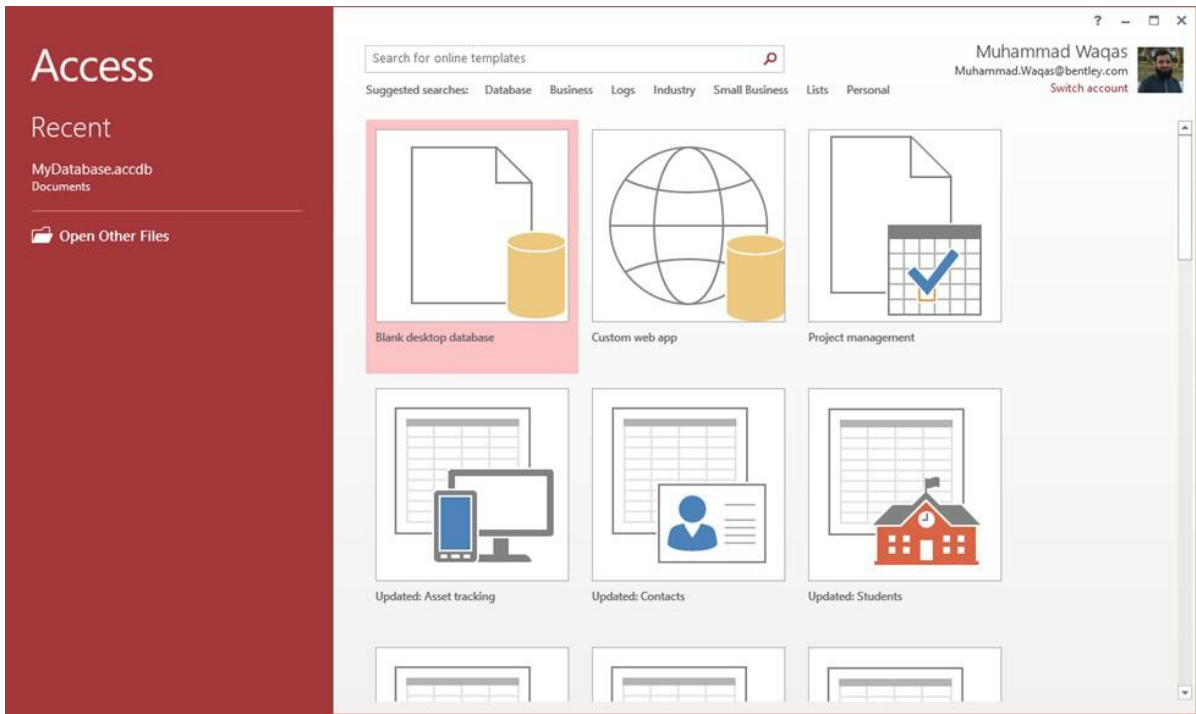 Access
Recent
MyDatabase.accdb
Documents
Open Other Files
?
Search for online templates
Muhammad Waqas
Muhammad.Waqas@bentley.com
Switch account
Suggested searches: Database Business Logs Industry Small Business Lists Personal
Blank desktop database
Custom web app
Project management
Updated: Asset tracking
Updated: Contacts
Updated: Students